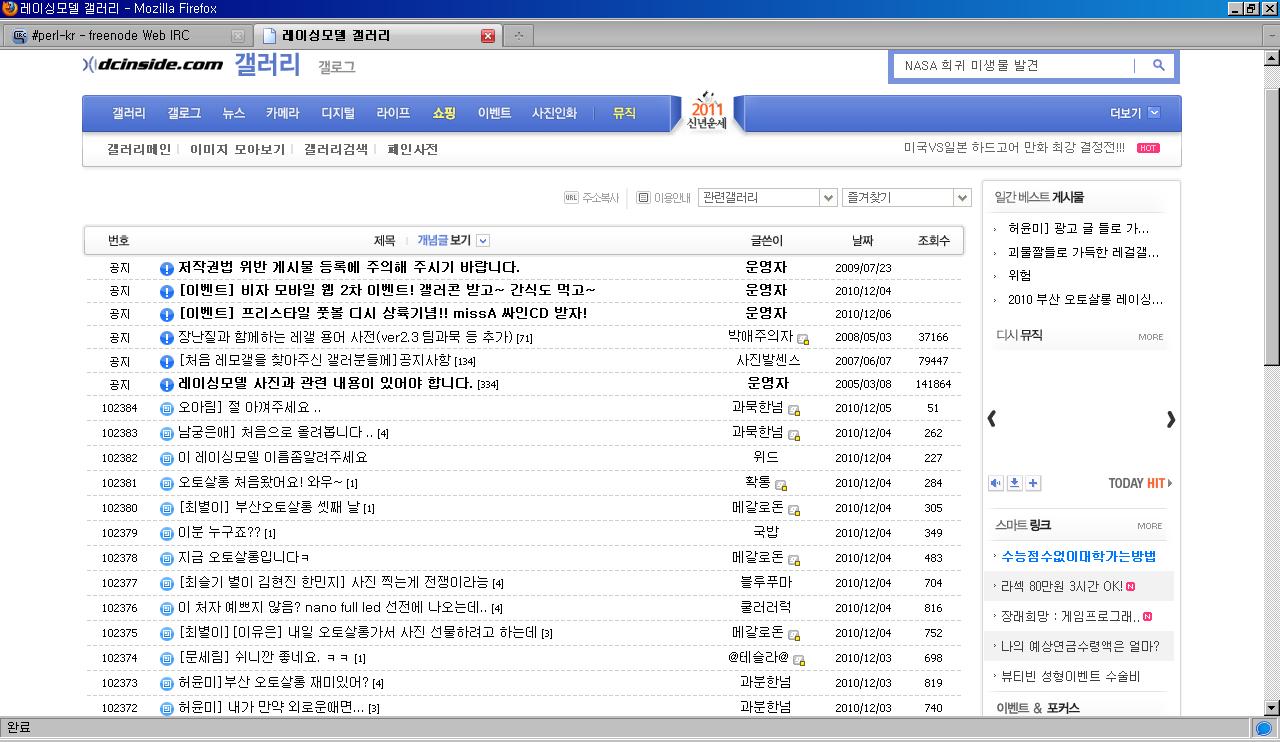 레이싱모델 갤러리 - Mozilla Firefox
#perl-kr - freenode Web IRC 레이싱모델 갤러리
dcinside.com 갤러리 갤로그 NASA 희귀 미생물 발견
갤러리 갤로그 뉴스 카메라 디지털 라이프 쇼핑 이벤트 사진인화 뮤직 2011 신년운세 더보기
갤러리메인 이미지 모아보기 갤러리검색 폐인사전 미국VS일본 하드고어 만화 최강 결정전!!! HOT
URL 주소복사 이용안내 관련갤러리 즐겨찾기
번호 제목 개념글 보기 글쓴이 날짜 조회수
공지 저작권법 위반 게시물 등록에 주의해 주시기 바랍니다. 운영자 2009/07/23
공지 [이벤트] 비자 모바일 웹 2차 이벤트! 갤러콘 받고~ 간식도 먹고~ 운영자 2010/12/04
공지 [이벤트] 프리스타일 풋볼 디시 상륙기념!! missA 싸인CD 받자! 운영자 2010/12/06
공지 장난질과 함께하는 레갤 용어 사전(ver2.3 팀과묵 등 추가) [71] 박애주의자 2008/05/03 37166
공지 [처음 레모갤을 찾아주신 갤러분들께] 공지사항 [134] 사진발센스 2007/06/07 79447
공지 레이싱모델 사진과 관련 내용이 있어야 합니다. [334] 운영자 2005/03/08 141864
102384 오아림] 절 아껴주세요 .. 과묵한넘 2010/12/05 51
102383 남궁은애] 처음으로 올려봅니다 .. [4] 과묵한넘 2010/12/04 262
102382 이 레이싱모델 이름좀알려주세요 위드 2010/12/04 227
102381 오토살롱 처음왔어요! 와우~ [1] 확통 2010/12/04 284
102380 [최별이] 부산오토살롱 셋째 날 [1] 메갈로돈 2010/12/04 305
102379 이분 누구죠?? [1] 국밥 2010/12/04 349
102378 지금 오토살롱입니다ㅋ 메갈로돈 2010/12/04 483
102377 [최슬기 별이 김현진 한민지] 사진 찍는게 전쟁이라능 [4] 블루푸마 2010/12/04 704
102376 이 처자 예쁘지 않음? nano full led 선전에 나오는데.. [4] 쿨러러럭 2010/12/04 816
102375 [최별이][이유은] 내일 오토살롱가서 사진 선물하려고 하는데 [3] 메갈로돈 2010/12/04 752
102374 [문세림] 쉬니깐 좋네요. ㅋㅋ [1] @테슬라@ 2010/12/03 698
102373 허윤미]부산 오토살롱 재미있어? [4] 과분한넘 2010/12/03 819
102372 허윤미] 내가 만약 외로운때면... [3] 과분한넘 2010/12/03 740
일간 베스트 게시물
허윤미] 광고 글 들로 가...
괴물짤들로 가득한 레걸갤...
위험
2010 부산 오토살롱 레이싱...
디시 뮤직 MORE
TODAY HIT
스마트 링크 MORE
수능점수없이대학가는방법
라섹 80만원 3시간 OK! N
장래희망 : 게임프로그래.. N
나의 예상연금수령액은 얼마?
뷰티빈 성형이벤트 수술비
이벤트 & 포커스
완료